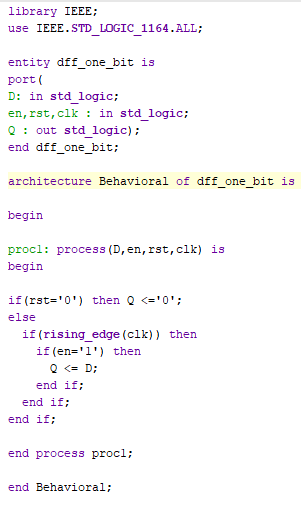 library IEEE;
use IEEE.STD_LOGIC_1164.ALL;
entity dff_one_bit is
port(
D: in std_logic;
en,rst,clk : in std_logic;
Q : out std_logic);
end dff_one_bit;
architecture Behavioral of dff_one_bit is
begin
proc1: process(D,en,rst,clk) is
begin
if(rst='0') then Q <='0';
else
if(rising_edge(clk)) then
if(en='1') then
Q <= D;
end if;
end if;
end if;
end process proc1;
end Behavioral;